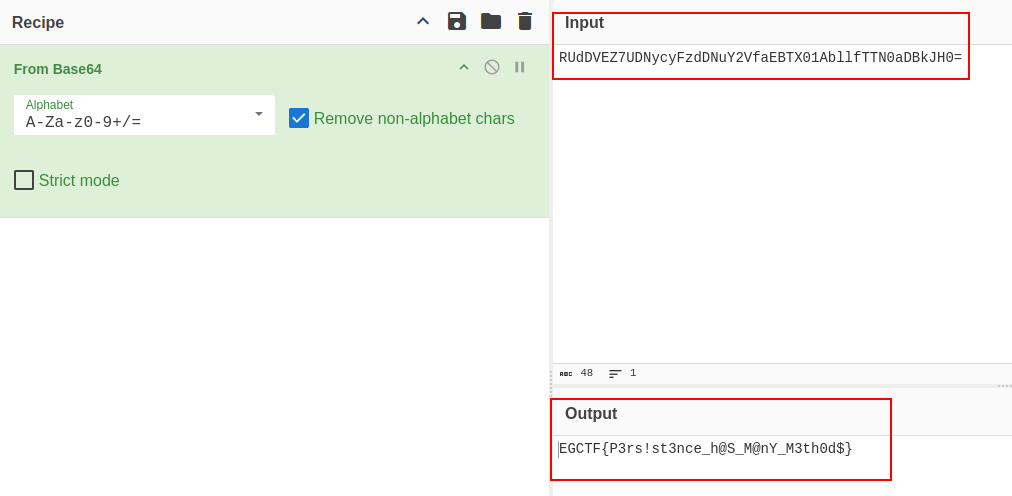 Recipe
From Base64
Alphabet
A-Za-z0-9+/=
Remove non-alphabet chars
Strict mode
Input
RUdDVEZ7UDNycyFzdDNuY2VfaEBTX01AbllfTTN0aDBkJH0=
ABC 48 1
Output
EGCTF{P3rs!st3nce_h@S_M@nY_M3th0d$}